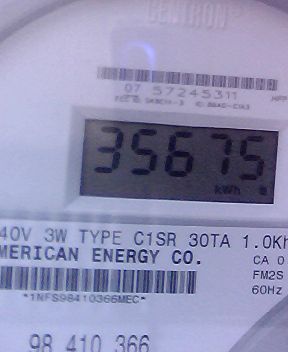 CENTRON
07 57245311
35675
kWh
40V 3W TYPE C1SR 30TA 1.0Kh
MERICAN ENERGY CO.
CA 0
FM2S
60Hz
*1NFS98410366MEC*
98 410 366